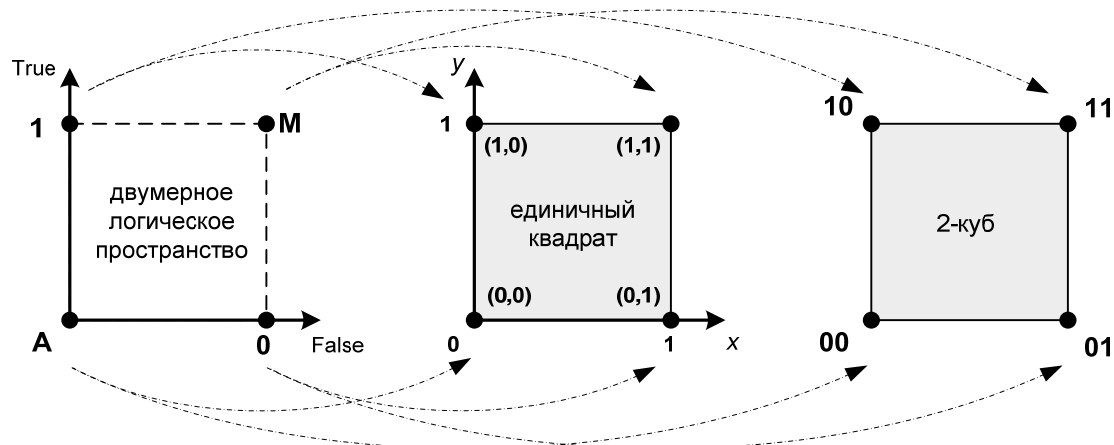 True
1
M
двумерное
логическое
пространство
A
0
False
y
1
(1,0)
(1,1)
единичный
квадрат
(0,0)
(0,1)
0
1
x
10
11
2-куб
00
01